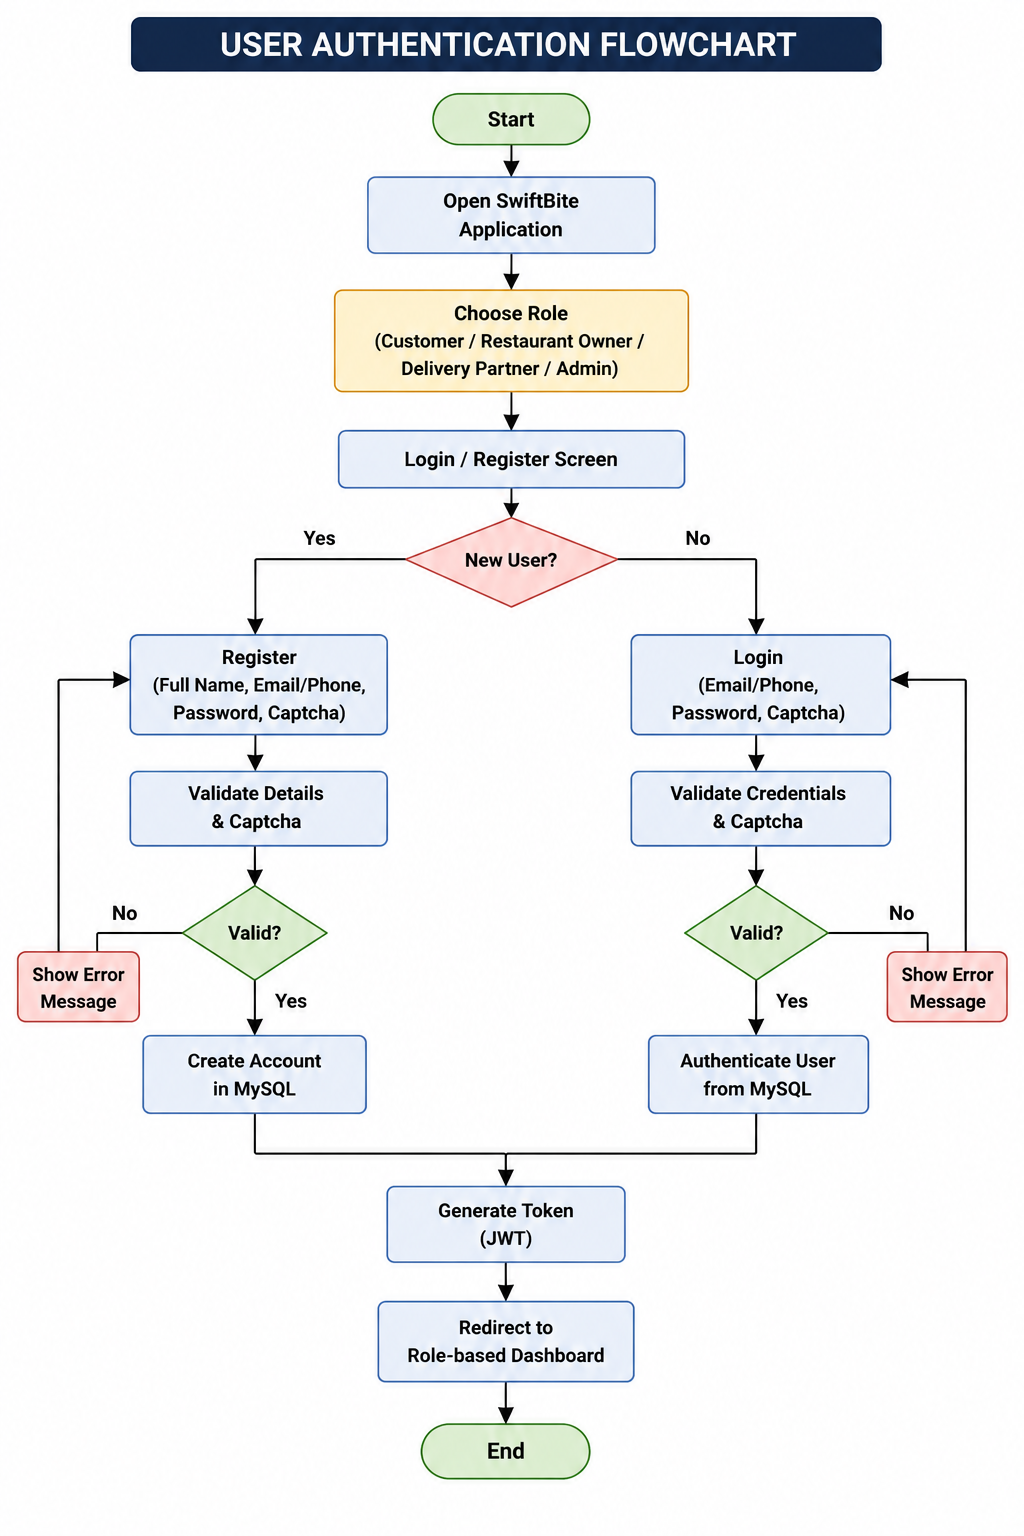 USER AUTHENTICATION FLOWCHART
Start
Open SwiftBite
Application
Choose Role
(Customer / Restaurant Owner /
Delivery Partner / Admin)
Login / Register Screen
New User?
Yes
No
Register
(Full Name, Email/Phone,
Password, Captcha)
Login
(Email/Phone,
Password, Captcha)
Validate Details
& Captcha
Validate Credentials
& Captcha
Valid?
No
Show Error
Message
Yes
Valid?
No
Show Error
Message
Yes
Create Account
in MySQL
Authenticate User
from MySQL
Generate Token
(JWT)
Redirect to
Role-based Dashboard
End